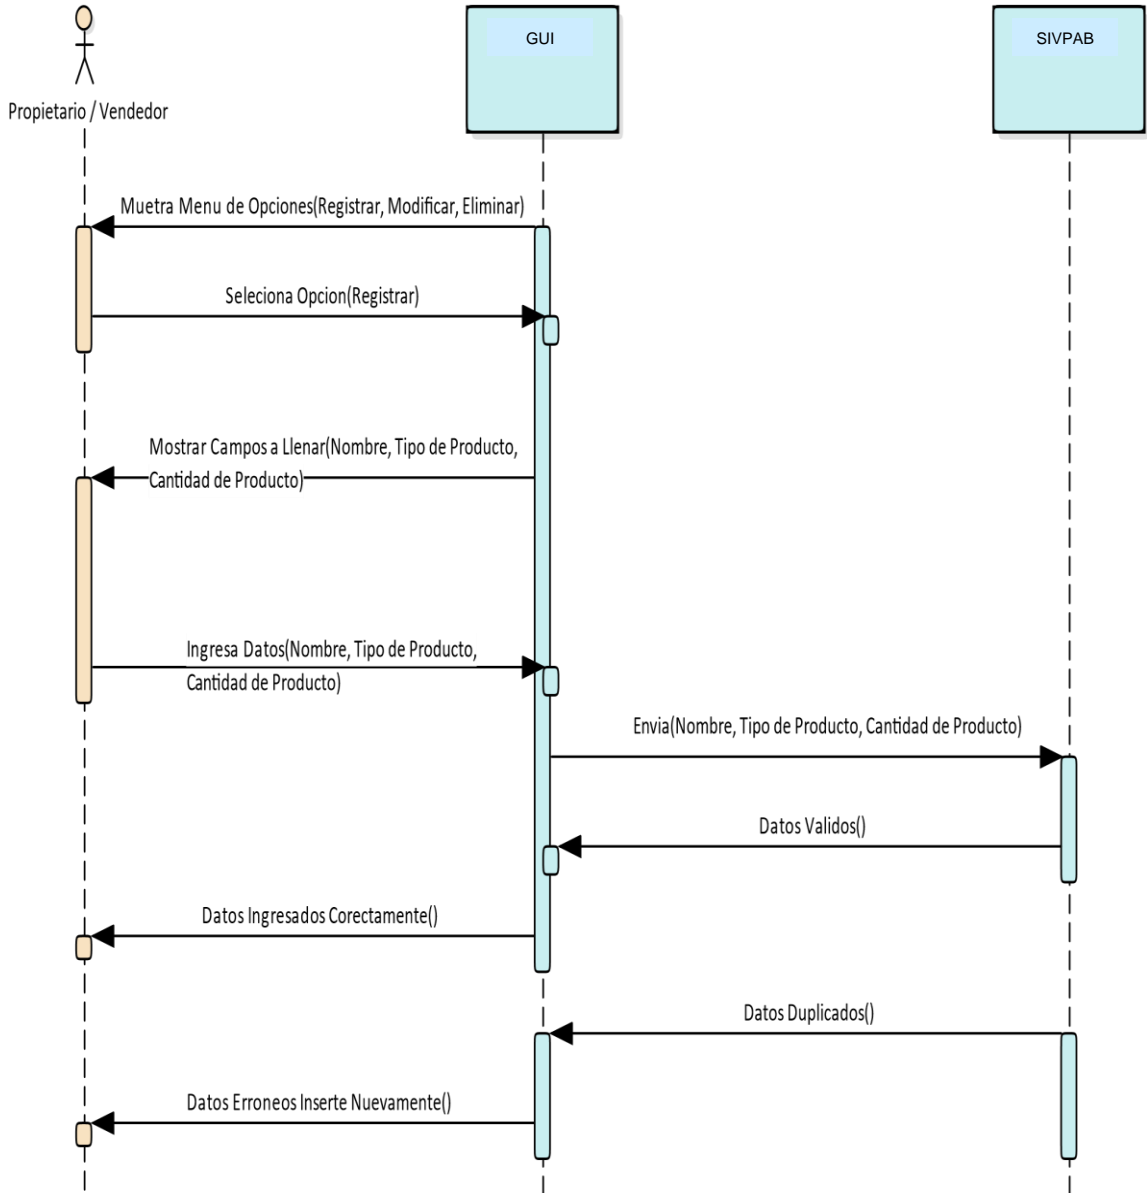 GUI
SIVPAB
Propietario / Vendedor
Muetra Menu de Opciones(Registrar, Modificar, Eliminar)
Seleciona Opcion(Registrar)
Mostrar Campos a Llenar(Nombre, Tipo de Producto,
Cantidad de Producto)
Ingresa Datos(Nombre, Tipo de Producto,
Cantidad de Producto)
Envia(Nombre, Tipo de Producto, Cantidad de Producto)
Datos Validos()
Datos Ingresados Corectamente()
Datos Duplicados()
Datos Erroneos Inserte Nuevamente()